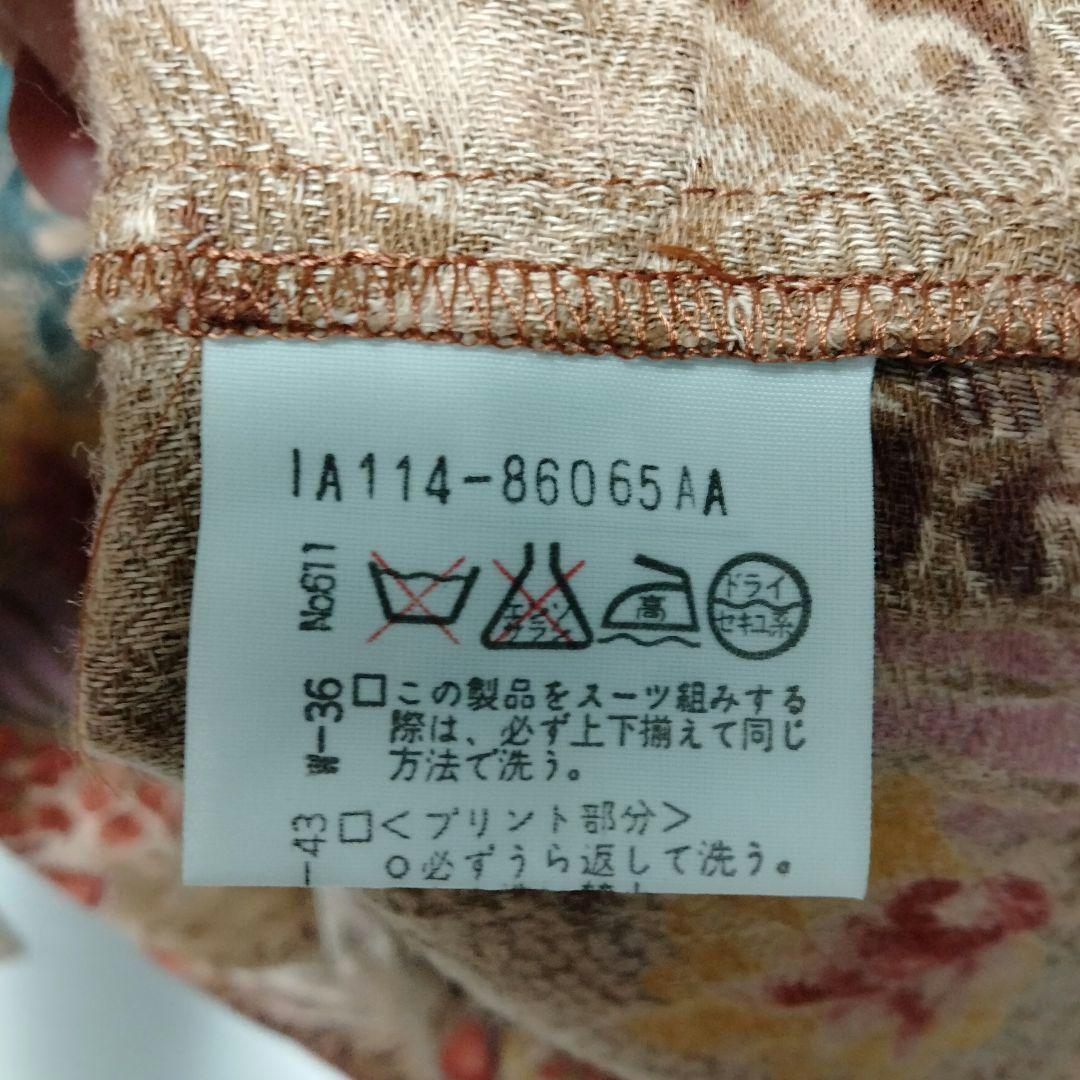 IA114-86065AA
No611
エンソ
サラシ
高
ドライ
セキユ系
W-36
□この製品をスーツ組みする
際は、必ず上下揃えて同じ
方法で洗う。
-43
□<プリント部分>
○必ずうら返して洗う。